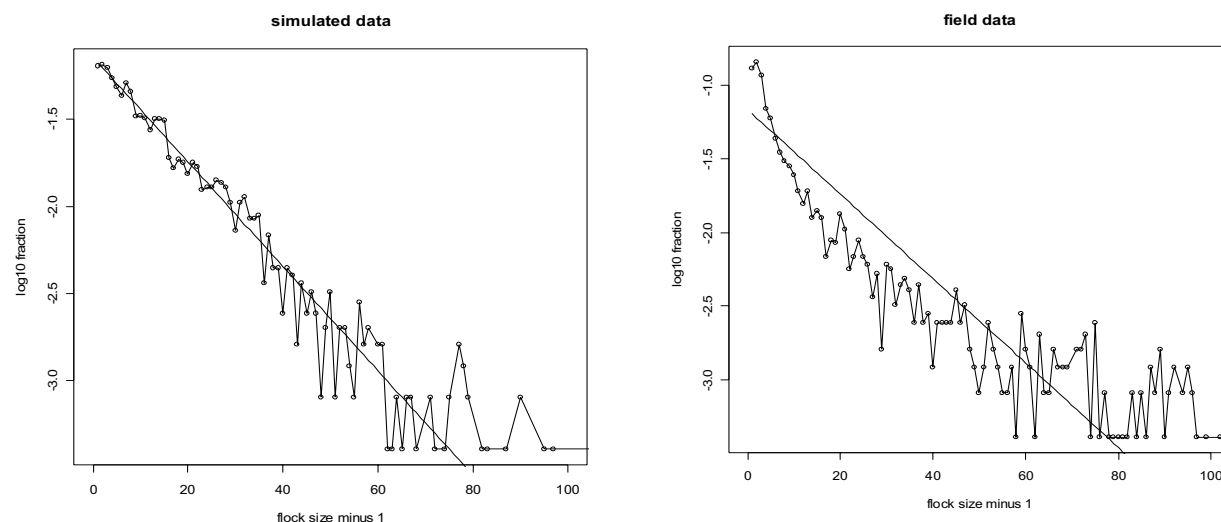 simulated data
log10 fraction
-1.5
-2.0
-2.5
-3.0
0 20 40 60 80 100
flock size minus 1
field data
log10 fraction
-1.0
-1.5
-2.0
-2.5
-3.0
0 20 40 60 80 100
flock size minus 1